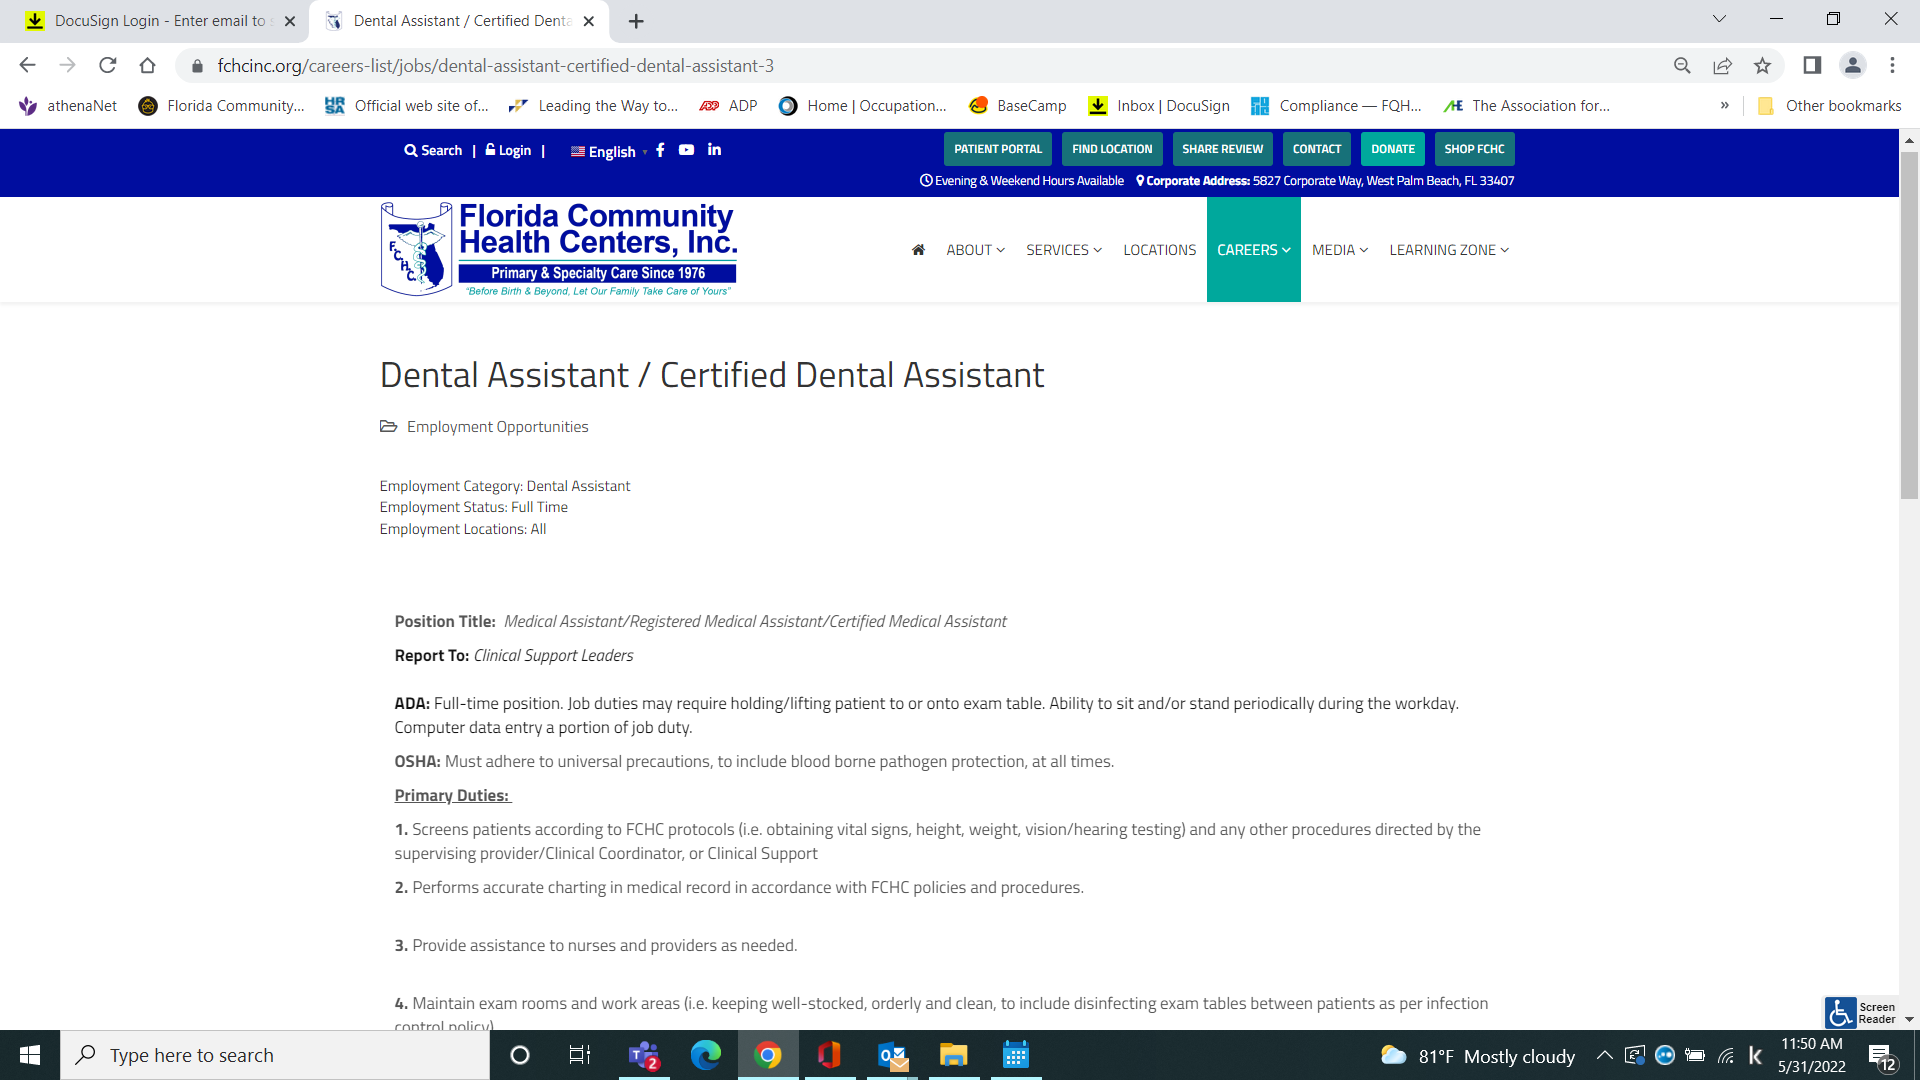 DocuSign Login - Enter email to s
Dental Assistant / Certified Denta
fchcinc.org/careers-list/jobs/dental-assistant-certified-dental-assistant-3
athenaNet
Florida Community...
HRSA
Official web site of...
Leading the Way to...
ADP
ADP
Home | Occupation...
BaseCamp
Inbox | DocuSign
Compliance — FQH...
The Association for...
»
Other bookmarks
Search | Login | English
PATIENT PORTAL
FIND LOCATION
SHARE REVIEW
CONTACT
DONATE
SHOP FCHC
Evening & Weekend Hours Available Corporate Address: 5827 Corporate Way, West Palm Beach, FL 33407
FCHC
Florida Community
Health Centers, Inc.
Primary & Specialty Care Since 1976
"Before Birth & Beyond, Let Our Family Take Care of Yours"
ABOUT
SERVICES
LOCATIONS
CAREERS
MEDIA
LEARNING ZONE
Dental Assistant / Certified Dental Assistant
Employment Opportunities
Employment Category: Dental Assistant
Employment Status: Full Time
Employment Locations: All
Position Title: Medical Assistant/Registered Medical Assistant/Certified Medical Assistant
Report To: Clinical Support Leaders
ADA: Full-time position. Job duties may require holding/lifting patient to or onto exam table. Ability to sit and/or stand periodically during the workday.
Computer data entry a portion of job duty.
OSHA: Must adhere to universal precautions, to include blood borne pathogen protection, at all times.
Primary Duties:
1. Screens patients according to FCHC protocols (i.e. obtaining vital signs, height, weight, vision/hearing testing) and any other procedures directed by the
supervising provider/Clinical Coordinator, or Clinical Support
2. Performs accurate charting in medical record in accordance with FCHC policies and procedures.
3. Provide assistance to nurses and providers as needed.
4. Maintain exam rooms and work areas (i.e. keeping well-stocked, orderly and clean, to include disinfecting exam tables between patients as per infection
control policy)
Screen
Reader
Type here to search
2
81°F Mostly cloudy
11:50 AM
5/31/2022
12